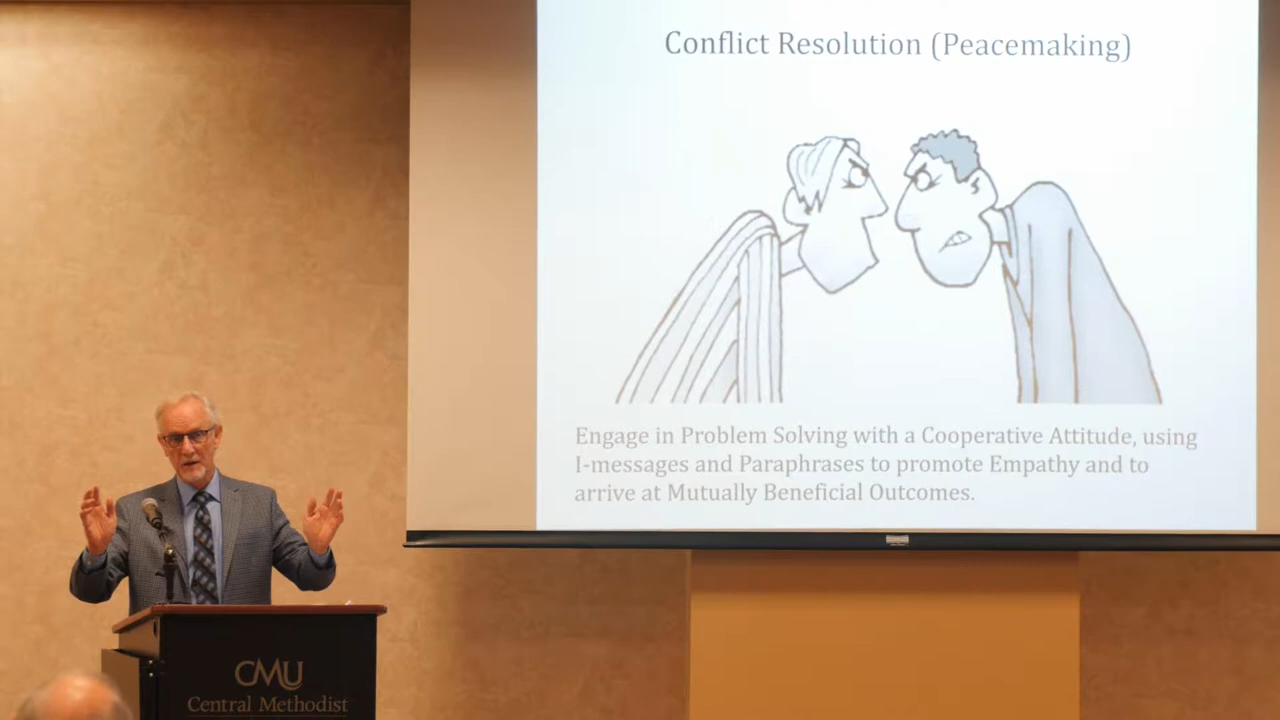 Conflict Resolution (Peacemaking)
Engage in Problem Solving with a Cooperative Attitude, using
I-messages and Paraphrases to promote Empathy and to
arrive at Mutually Beneficial Outcomes.
CMU
Central Methodist